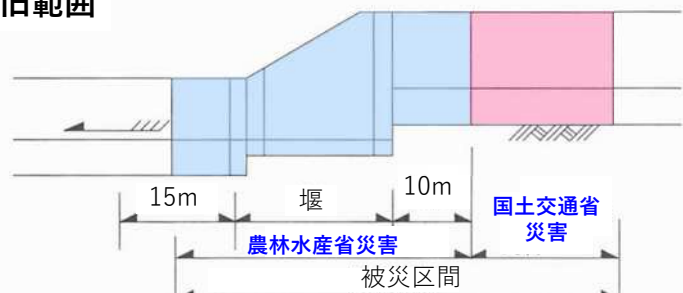 旧範囲
15m
堰
10m
国土交通省
災害
農林水産省災害
被災区間